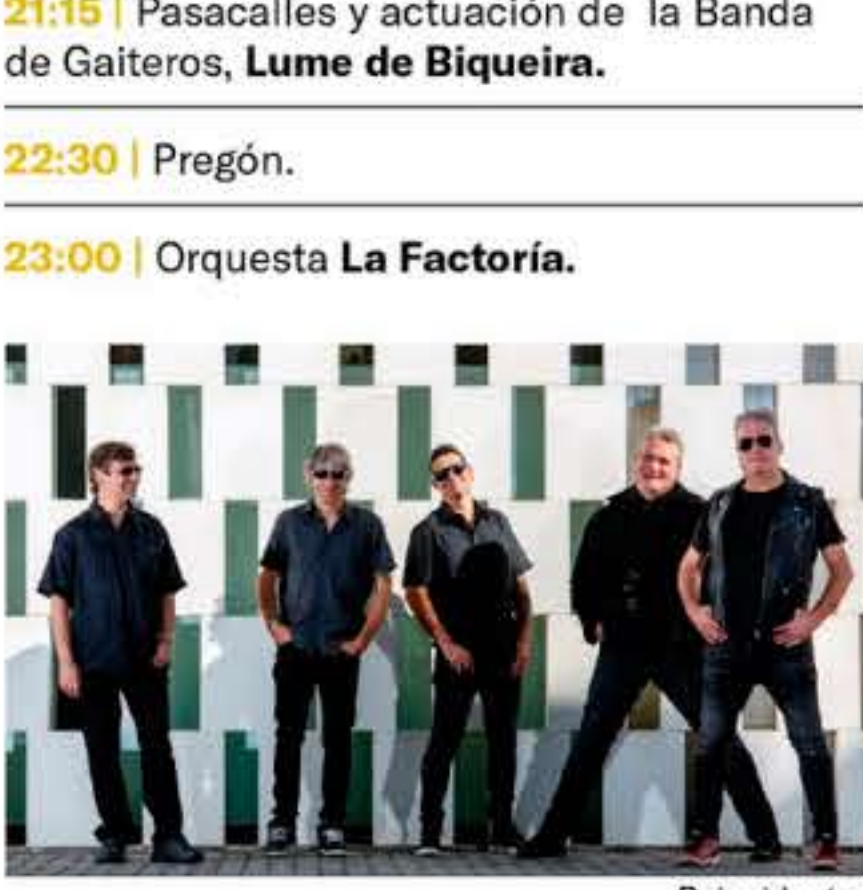 21:15 | Pasacalles y actuación de la Banda
de Gaiteros, Lume de Biqueira.
22:30 | Pregón.
23:00 | Orquesta La Factoría.